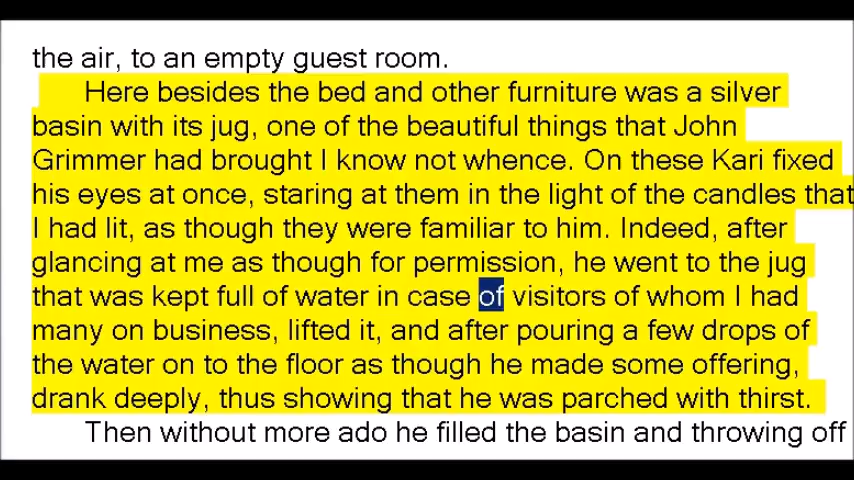 the air, to an empty guest room.
Here besides the bed and other furniture was a silver
basin with its jug, one of the beautiful things that John
Grimmer had brought I know not whence. On these Kari fixed
his eyes at once, staring at them in the light of the candles that
I had lit, as though they were familiar to him. Indeed, after
glancing at me as though for permission, he went to the jug
that was kept full of water in case of visitors of whom I had
many on business, lifted it, and after pouring a few drops of
the water on to the floor as though he made some offering,
drank deeply, thus showing that he was parched with thirst.
Then without more ado he filled the basin and throwing off